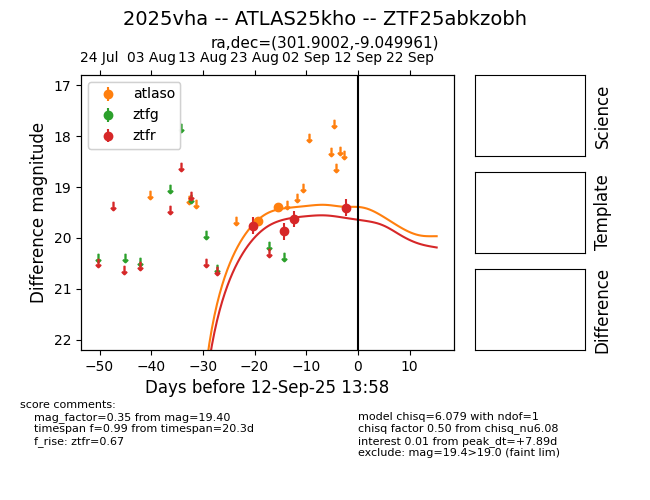 2025vha -- ATLAS25kho -- ZTF25abkzobh
ra,dec=(301.9002,-9.049961)
24 Jul 03 Aug 13 Aug 23 Aug 02 Sep 12 Sep 22 Sep
17
18
19
20
21
22
Difference magnitude
atlaso
ztfg
ztfr
−50 −40 −30 −20 −10 0 10
Days before 12-Sep-25 13:58
Science
Template
Difference
score comments:
mag_factor=0.35 from mag=19.40
timespan f=0.99 from timespan=20.3d
f_rise: ztfr=0.67
model chisq=6.079 with ndof=1
chisq factor 0.50 from chisq_nu6.08
interest 0.01 from peak_dt=+7.89d
exclude: mag=19.4>19.0 (faint lim)